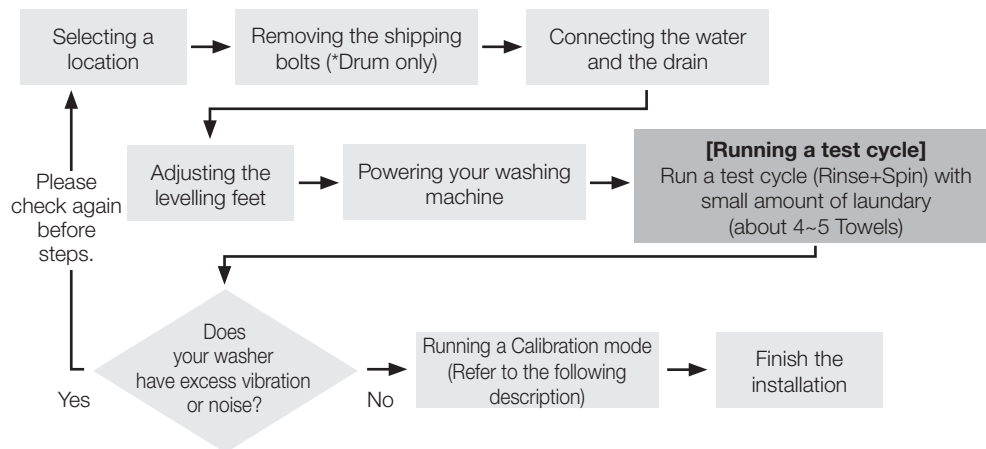 Selecting a
location
Removing the shipping
bolts (*Drum only)
Connecting the water
and the drain
Adjusting the
levelling feet
Powering your washing
machine
[Running a test cycle]
Run a test cycle (Rinse+Spin) with
small amount of laundary
(about 4~5 Towels)
Please
check again
before
steps.
Does
your washer
have excess vibration
or noise?
Yes
No
Running a Calibration mode
(Refer to the following
description)
Finish the
installation